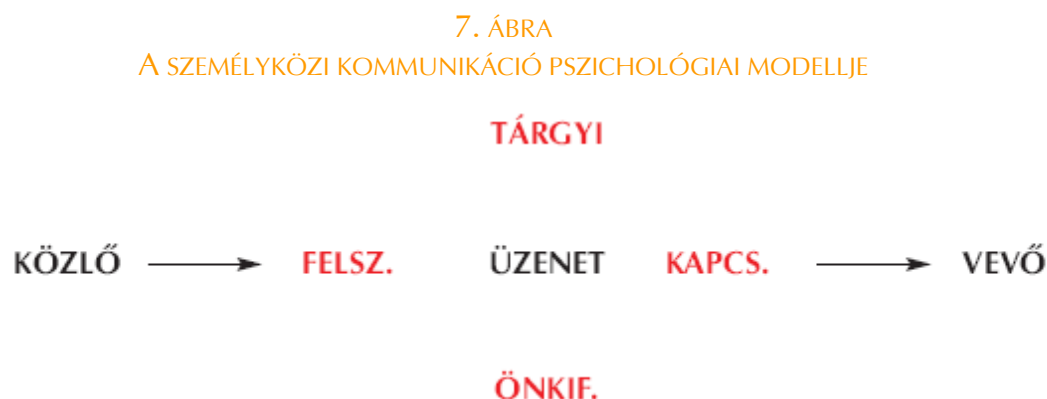 7. ÁBRA
A SZEMÉLYKÖZI KOMMUNIKÁCIÓ PSZICHOLÓGIAI MODELLJE
TÁRGYI
KÖZLŐ FELSZ. ÜZENET KAPCS. VEVŐ
ÖNKIF.